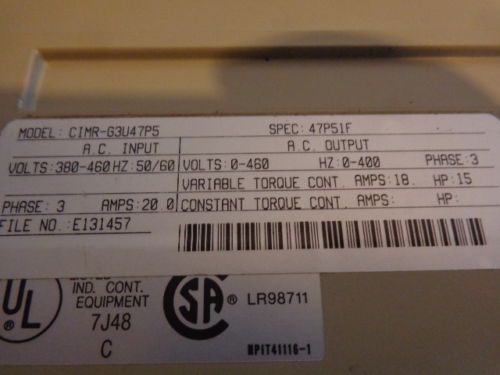 MODEL: CIMR-G3U47P5 SPEC: 47P51F
A.C. INPUT A.C. OUTPUT
VOLTS:380-460 HZ:50/60 VOLTS:0-460 HZ:0-400 PHASE:3
VARIABLE TORQUE CONT. AMPS:18. HP:15
PHASE: 3 AMPS:20.0 CONSTANT TORQUE CONT. AMPS: HP:
FILE NO.:E131457
UL ®
IND. CONT.
EQUIPMENT
7J48
C
SA ® LR98711
NPIT41116-1